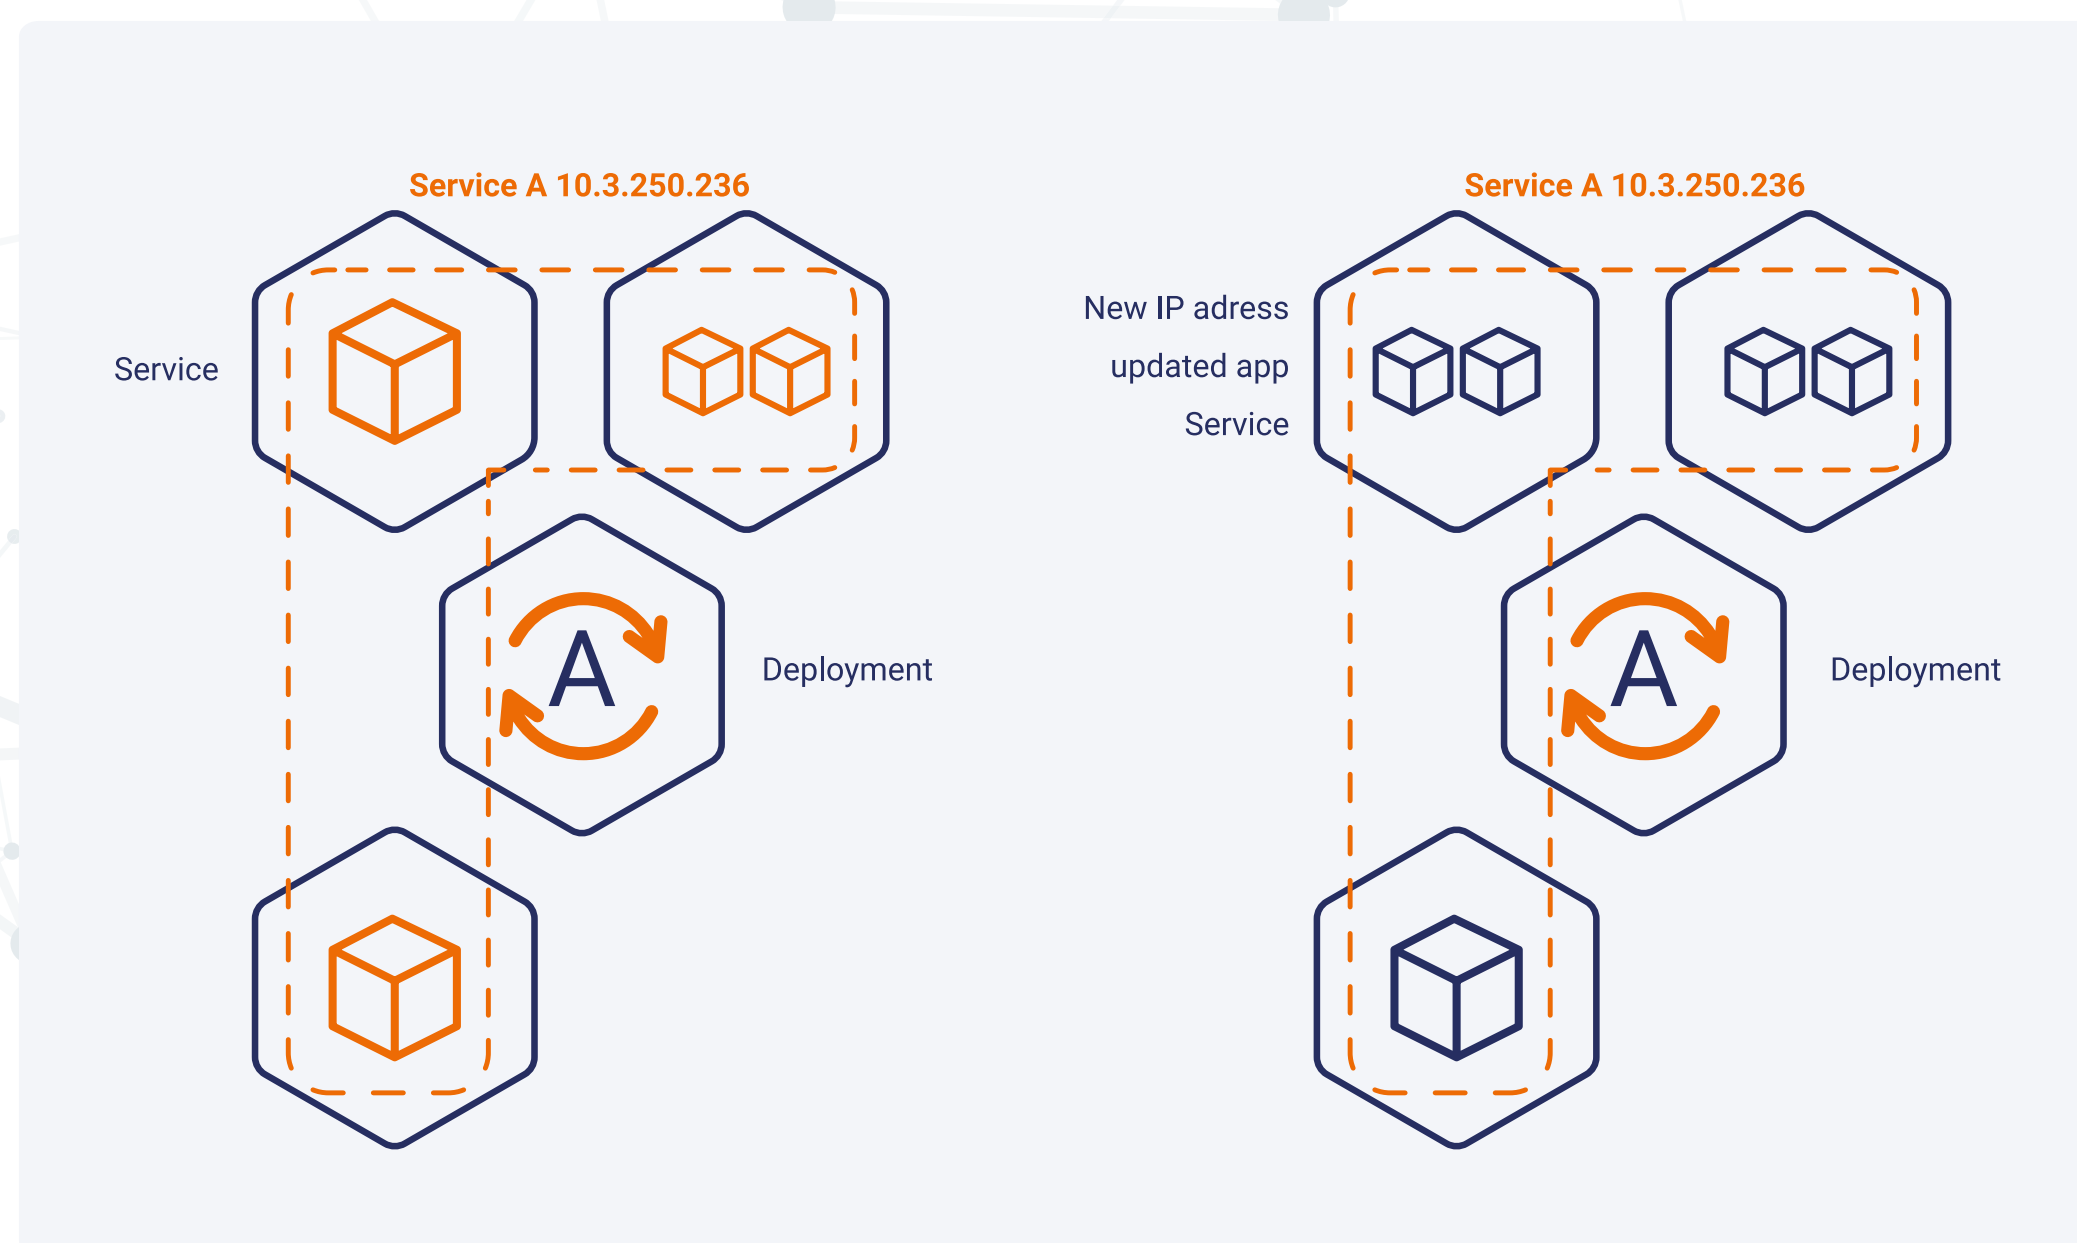 Service A 10.3.250.236
Service
A
Deployment
Service A 10.3.250.236
New IP adress
updated app
Service
A
Deployment